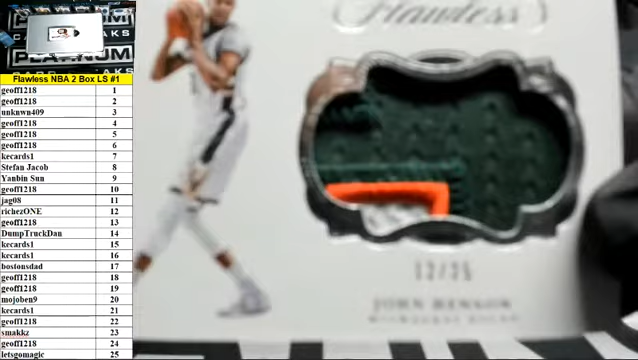 PLATINUM
Flawless NBA 2 Box LS #1
geoff1218 1
geoff1218 2
unknwn409 3
geoff1218 4
geoff1218 5
geoff1218 6
kecards1 7
Stefan Jacob 8
Yanbin Sun 9
geoff1218 10
jag08 11
richezONE 12
geoff1218 13
DumpTruckDan 14
kecards1 15
kecards1 16
bostonsdad 17
geoff1218 18
geoff1218 19
mojoben9 20
kecards1 21
geoff1218 22
smakkz 23
geoff1218 24
letsgomagic 25
Flawless
12/25
JOHN HENSON
MILWAUKEE BUCKS